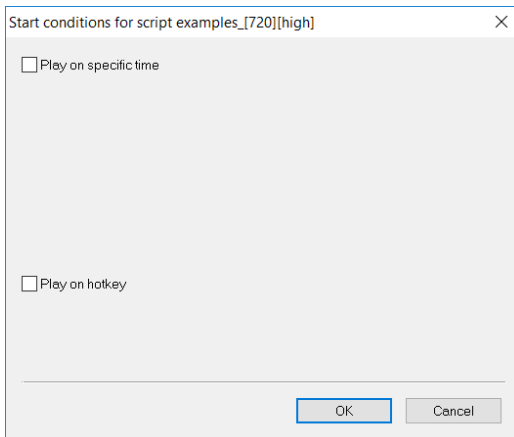 Start conditions for script examples_[720][high]
Play on specific time
Play on hotkey
OK Cancel